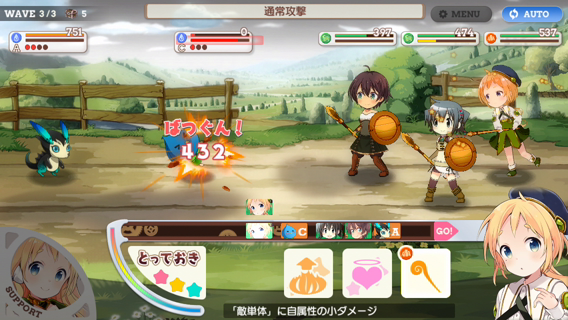 WAVE 3/3 5
通常攻撃
MENU
AUTO
751
A
0
C
397
474
537
ばつぐん!
432
C A GO!
とっておき
SUPPORT
「敵単体」に自属性の小ダメージ